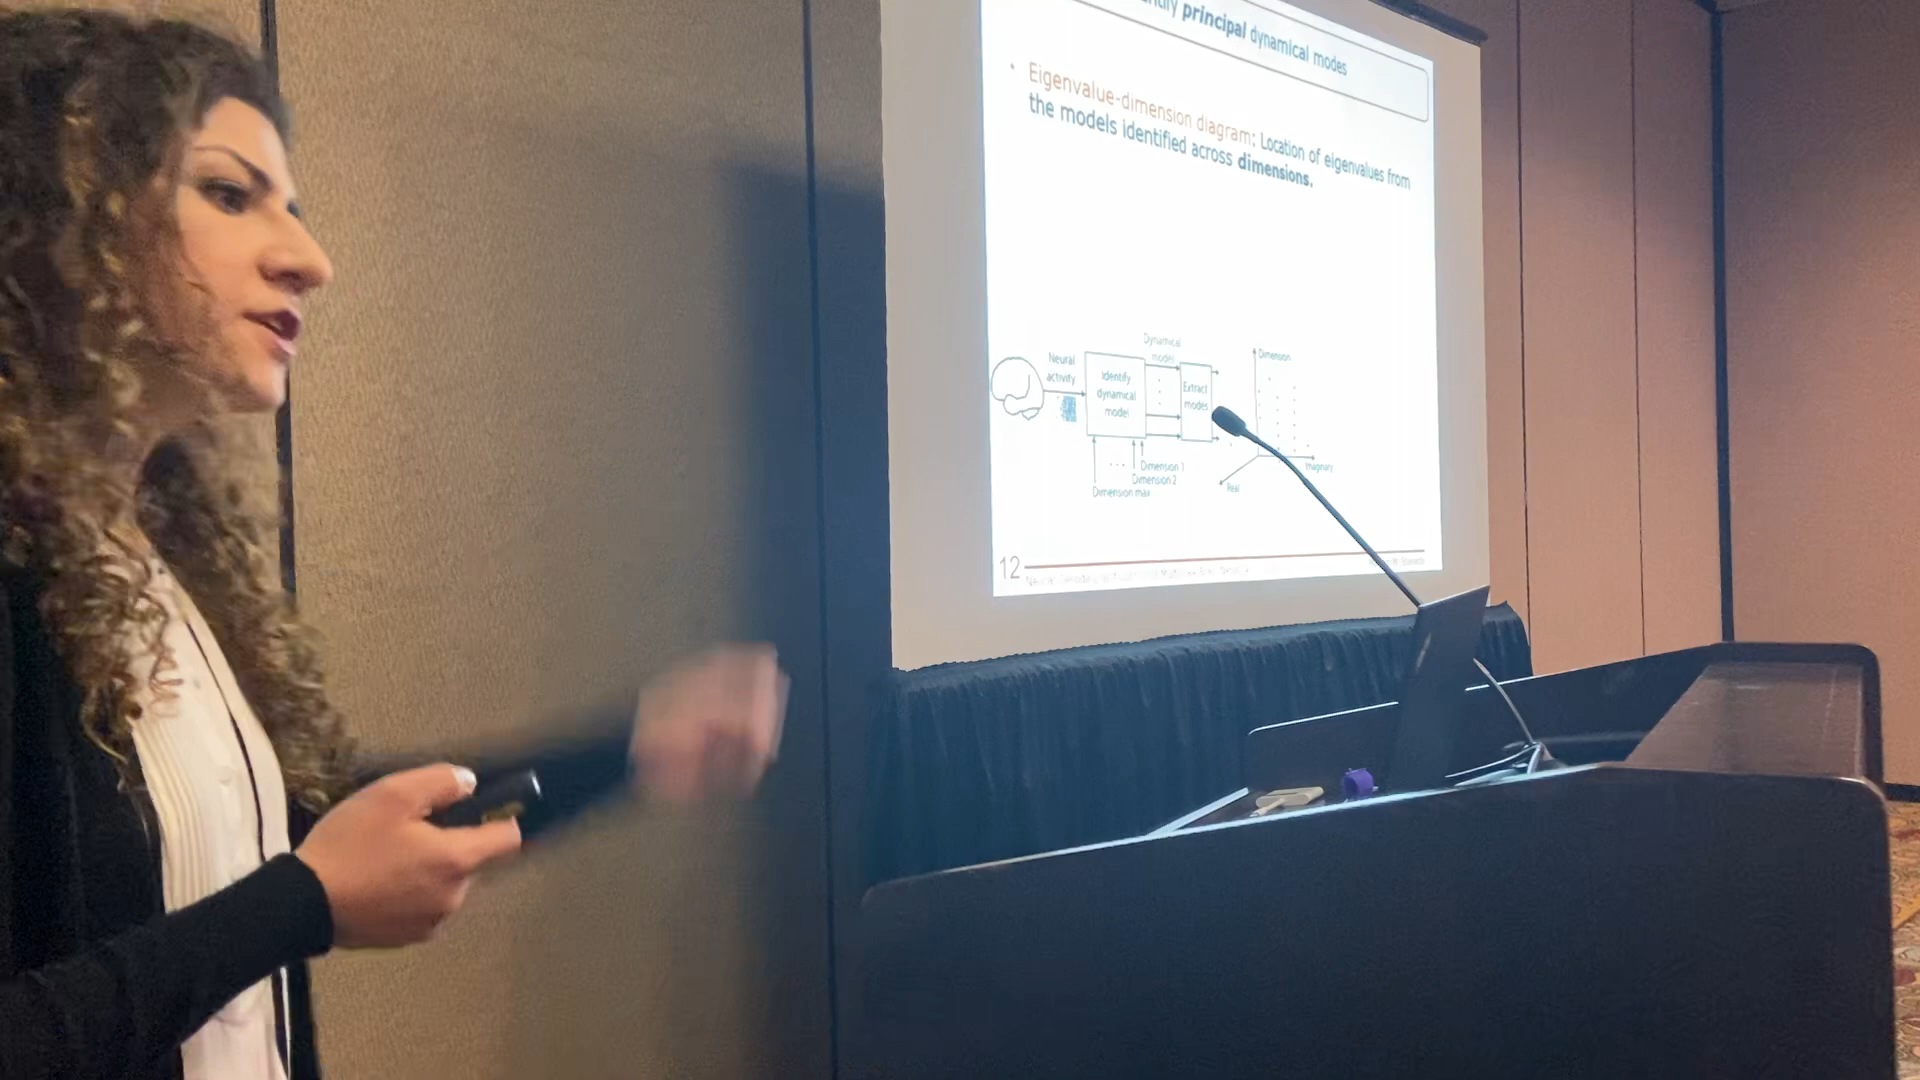 principal dynamical modes
• Eigenvalue-dimension diagram: Location of eigenvalues from
the models identified across dimensions.
Neural
activity
Identify
dynamical
model
Dynamical
model
Extract
modes
Dimension
Imaginary
Real
Dimension 1
Dimension 2
Dimension max
12